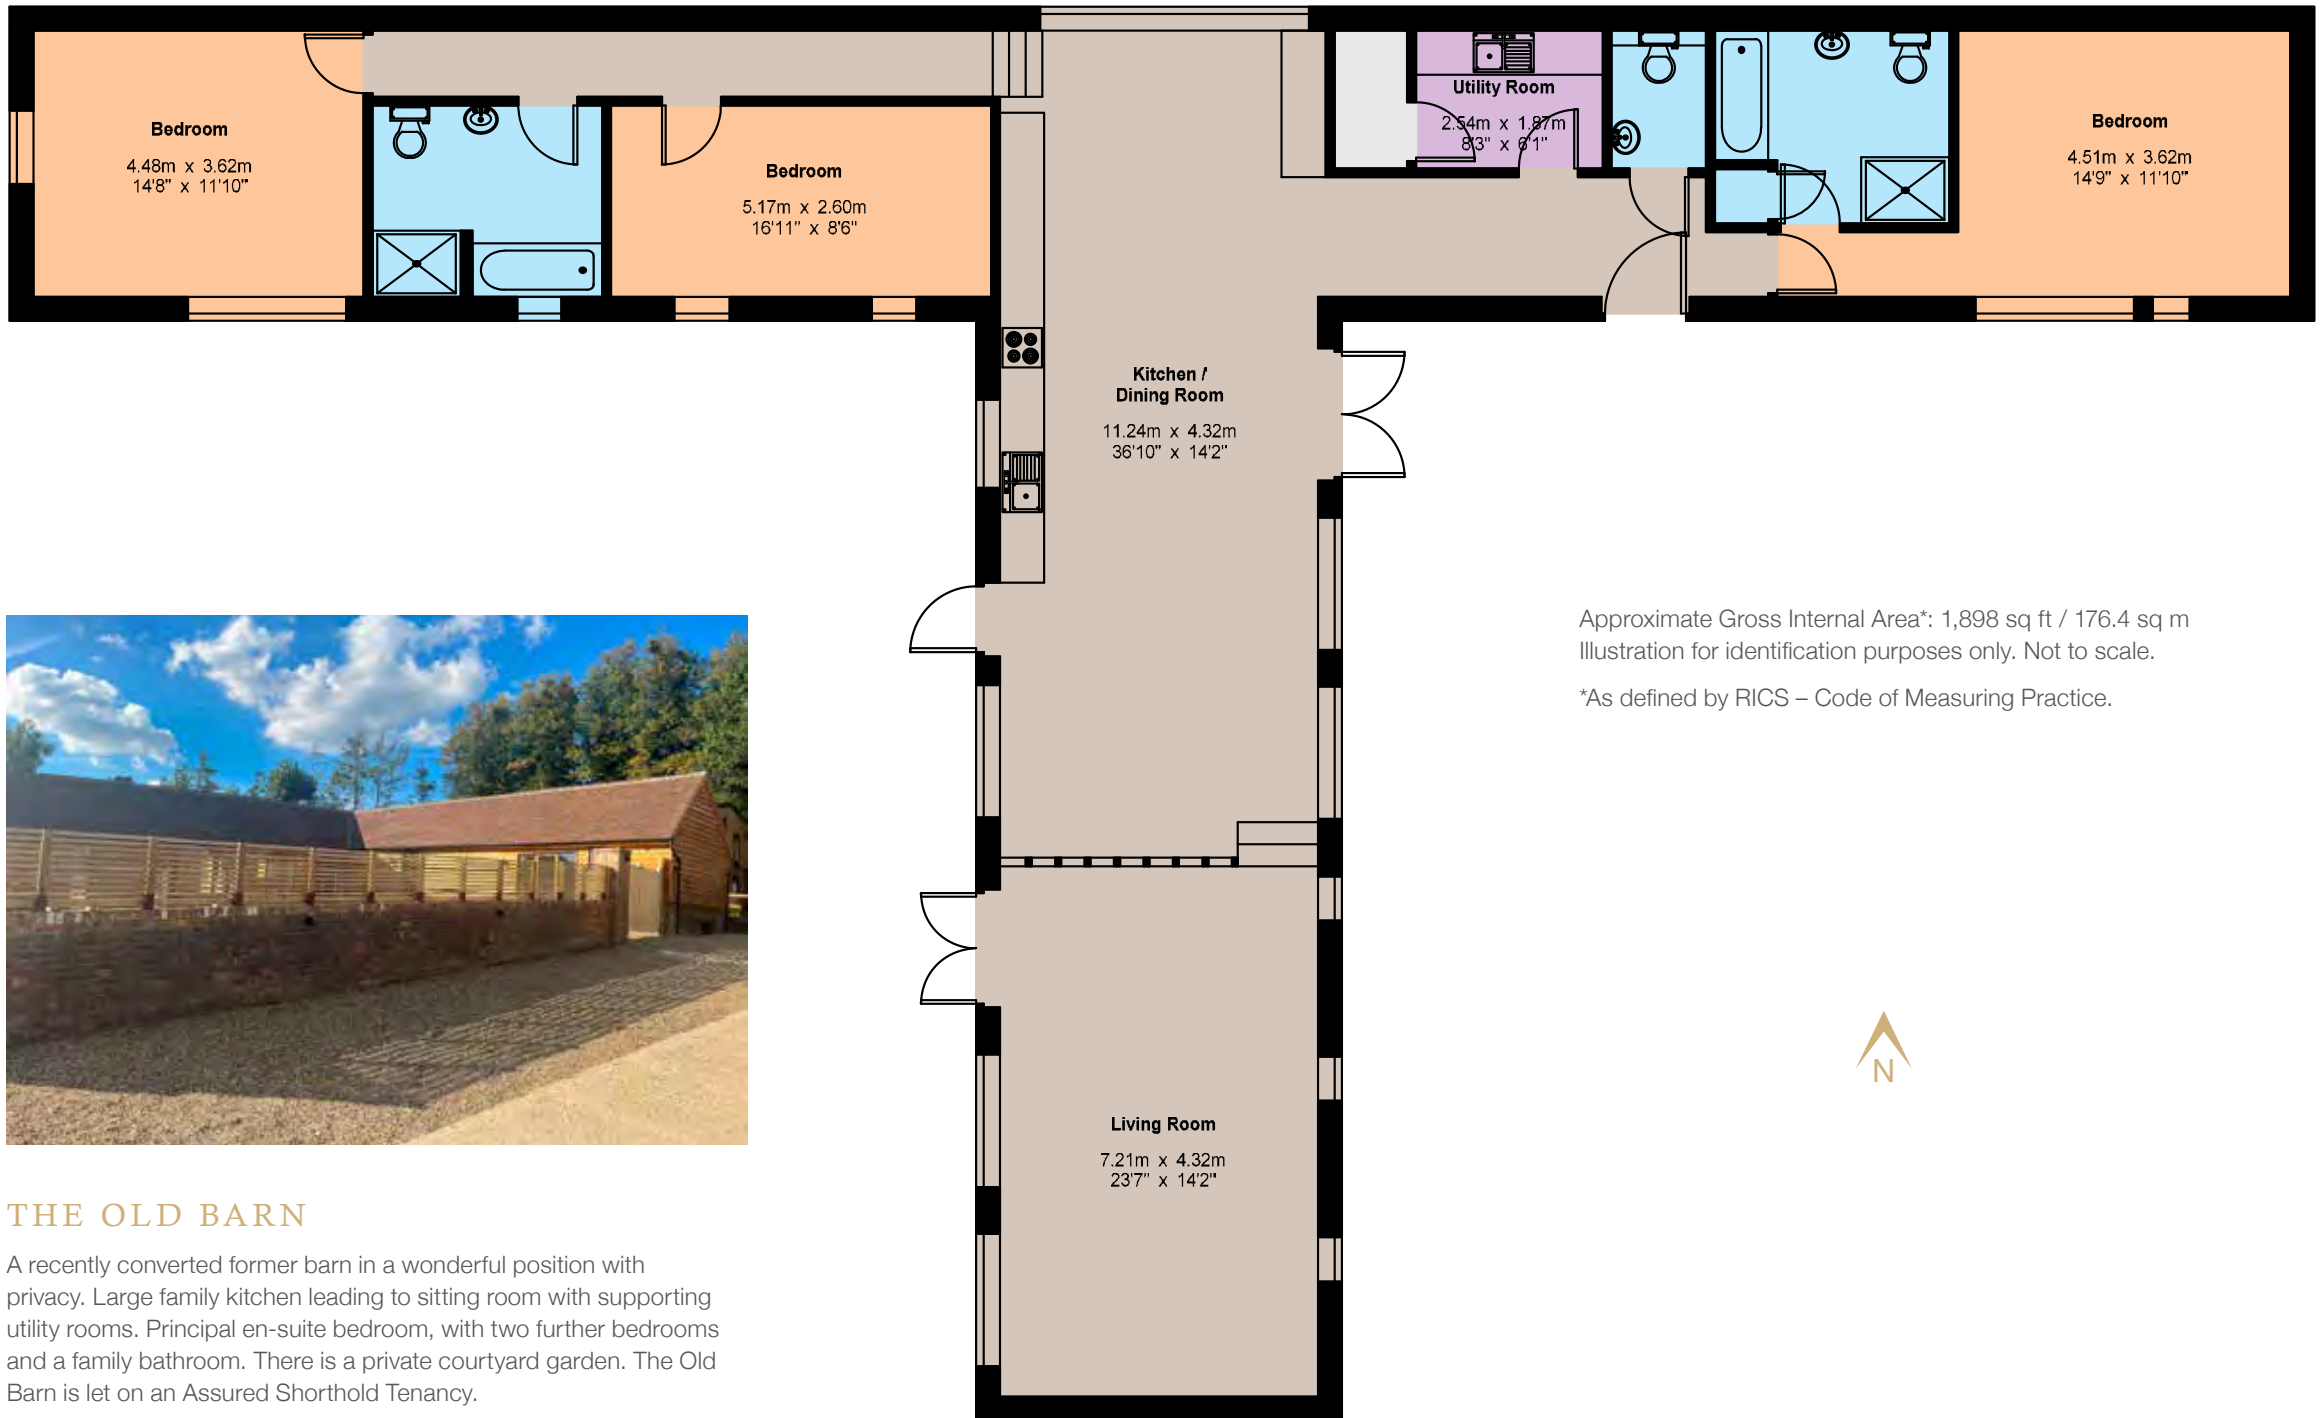 Bedroom
4.48m x 3.62m
14'8" x 11'10"
Bedroom
5.17m x 2.60m
16'11" x 8'6"
Utility Room
2.54m x 1.87m
8'3" x 6'1"
Bedroom
4.51m x 3.62m
14'9" x 11'10"
Kitchen /
Dining Room
11.24m x 4.32m
36'10" x 14'2"
Approximate Gross Internal Area*: 1,898 sq ft / 176.4 sq m
Illustration for identification purposes only. Not to scale.
*As defined by RICS – Code of Measuring Practice.
N
Living Room
7.21m x 4.32m
23'7" x 14'2"
THE OLD BARN
A recently converted former barn in a wonderful position with
privacy. Large family kitchen leading to sitting room with supporting
utility rooms. Principal en-suite bedroom, with two further bedrooms
and a family bathroom. There is a private courtyard garden. The Old
Barn is let on an Assured Shorthold Tenancy.